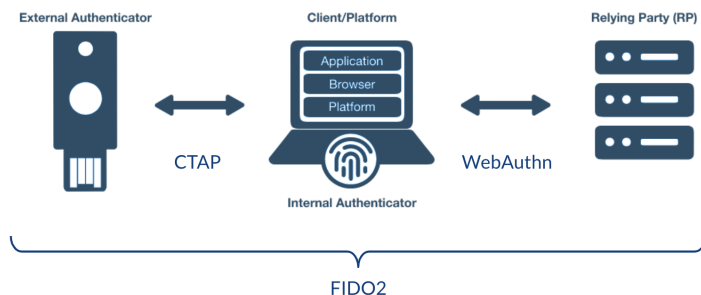 External Authenticator
Client/Platform
Relying Party (RP)
Application
Browser
Platform
CTAP
WebAuthn
Internal Authenticator
FIDO2